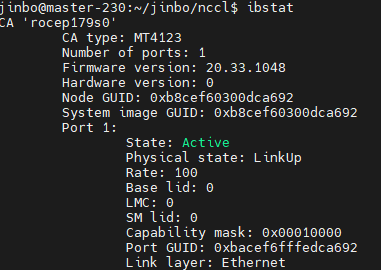 jinbo@master-230:~/jinbo/nccl$ ibstat
CA 'rocep179s0'
CA type: MT4123
Number of ports: 1
Firmware version: 20.33.1048
Hardware version: 0
Node GUID: 0xb8cef60300dca692
System image GUID: 0xb8cef60300dca692
Port 1:
State: Active
Physical state: LinkUp
Rate: 100
Base lid: 0
LMC: 0
SM lid: 0
Capability mask: 0x00010000
Port GUID: 0xbacef6fffedca692
Link layer: Ethernet